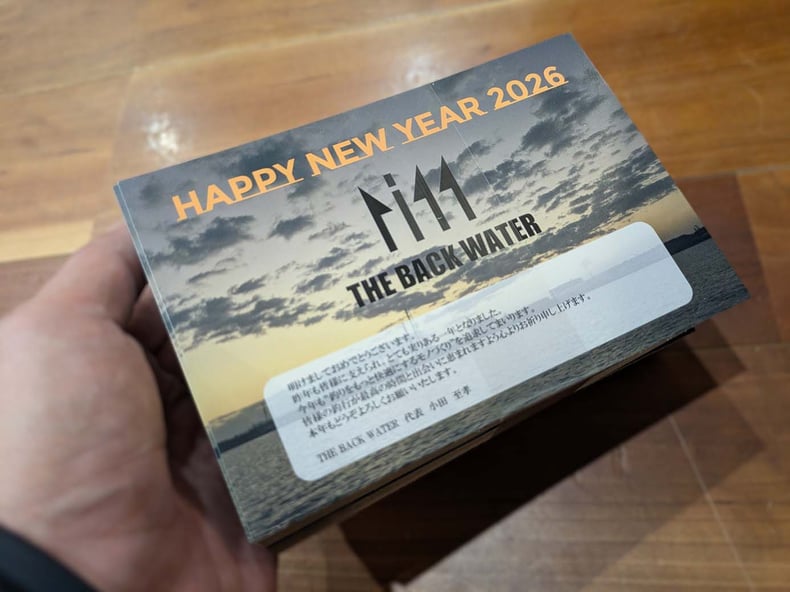 HAPPY NEW YEAR 2026
THE BACK WATER
明けましておめでとうございます。
昨年も皆様に支えられ、とても実りある一年となりました。
今年も"釣りをもっと快適にするモノづくり"を追求してまいります。
皆様の釣行が最高の時間と出会いに恵まれますよう心よりお祈り申し上げます。
本年もどうぞよろしくお願いいたします。
THE BACK WATER 代表 小田 至孝